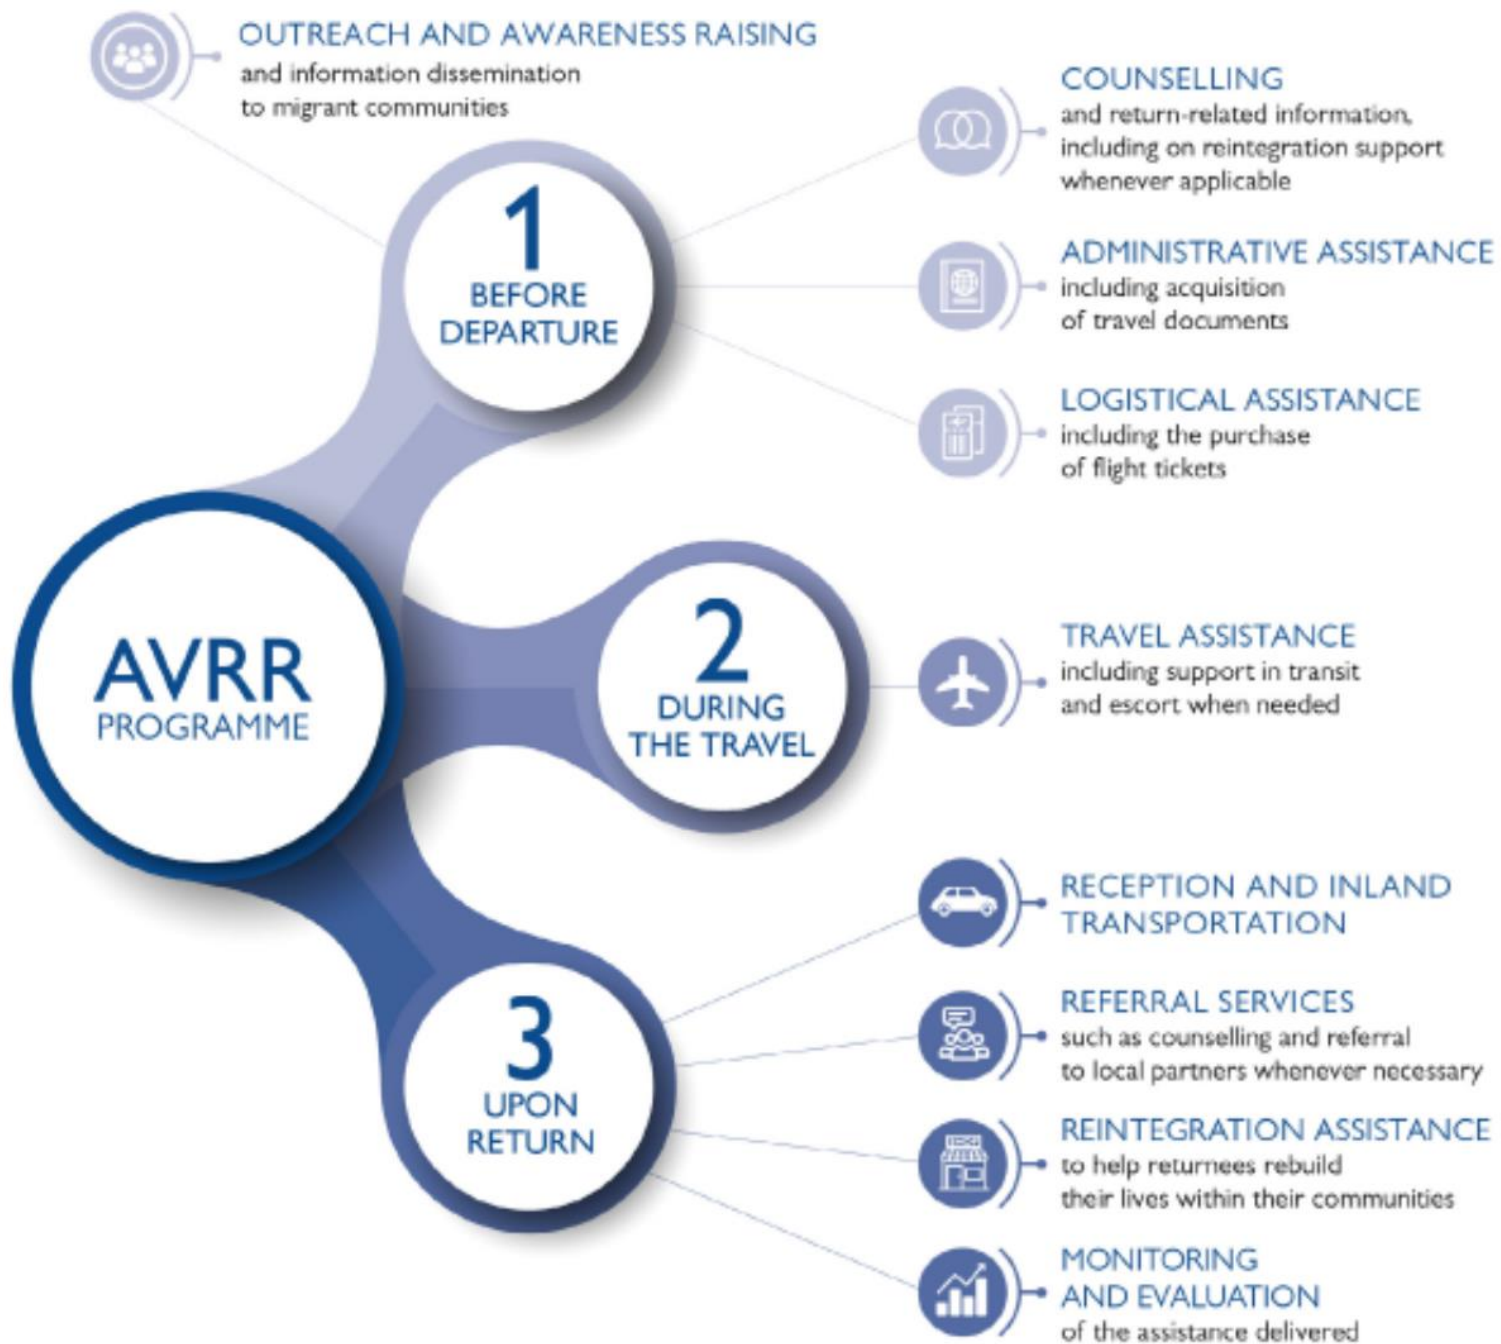 OUTREACH AND AWARENESS RAISING
and information dissemination
to migrant communities
COUNSELLING
and return-related information,
including on reintegration support
whenever applicable
1
BEFORE
DEPARTURE
ADMINISTRATIVE ASSISTANCE
including acquisition
of travel documents
LOGISTICAL ASSISTANCE
including the purchase
of flight tickets
AVRR
PROGRAMME
2
DURING
THE TRAVEL
TRAVEL ASSISTANCE
including support in transit
and escort when needed
3
UPON
RETURN
RECEPTION AND INLAND
TRANSPORTATION
REFERRAL SERVICES
such as counselling and referral
to local partners whenever necessary
REINTEGRATION ASSISTANCE
to help returnees rebuild
their lives within their communities
MONITORING
AND EVALUATION
of the assistance delivered